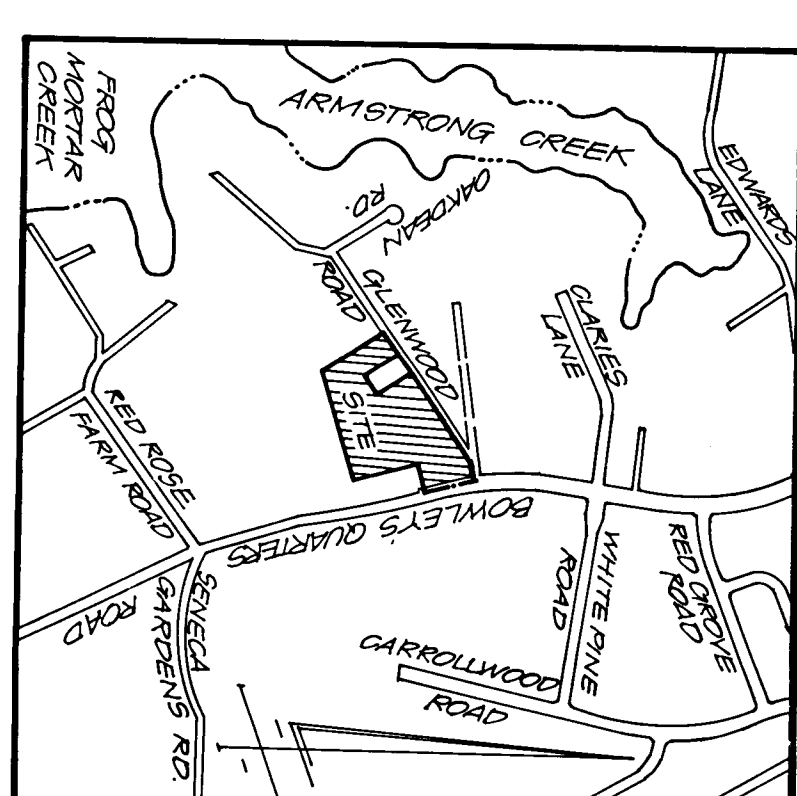 FROG
MORTAR
CREEK
ARMSTRONG CREEK
EDWARDS
LANE
OAKDEAN
RD.
GLENWOOD
ROAD
CLARIES
LANE
SITE
RED ROSE
FARM ROAD
BOWLEY'S QUARTERS
ROAD
SENECA
GARDENS RD.
WHITE PINE
ROAD
RED GROVE
ROAD
CARROLLWOOD
ROAD